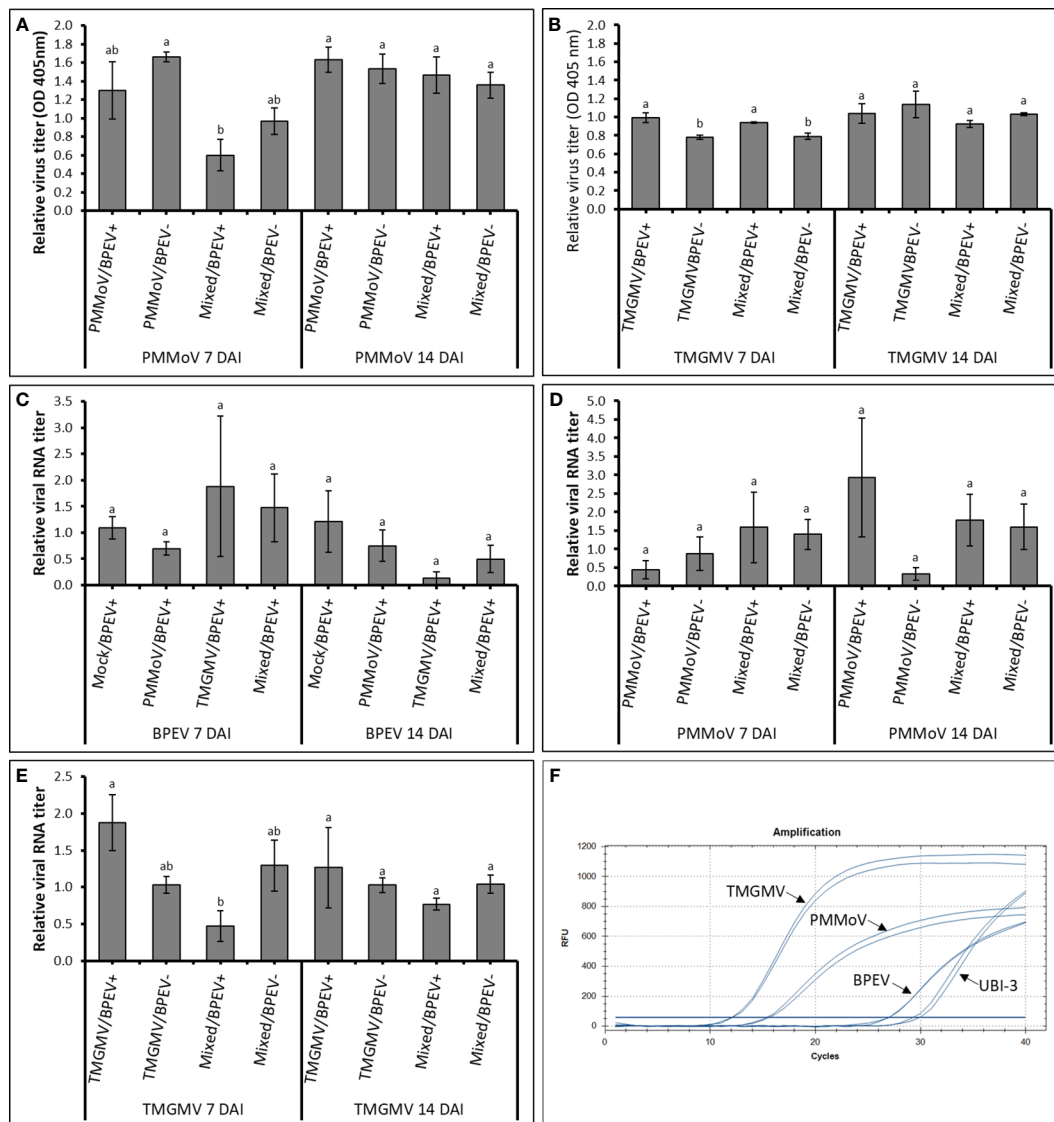 A
Relative virus titer (OD 405nm)
2.0
1.8
1.6
1.4
1.2
1.0
0.8
0.6
0.4
0.2
0.0
ab
a
b
ab
a
a
a
a
PMMoV/BPEV+
PMMoV/BPEV-
Mixed/BPEV+
Mixed/BPEV-
PMMoV/BPEV+
PMMoV/BPEV-
Mixed/BPEV+
Mixed/BPEV-
PMMoV 7 DAI
PMMoV 14 DAI
B
Relative virus titer (OD 405 nm)
2.0
1.8
1.6
1.4
1.2
1.0
0.8
0.6
0.4
0.2
0.0
a
b
a
b
a
a
a
a
TMGMV/BPEV+
TMGMVBPEV-
Mixed/BPEV+
Mixed/BPEV-
TMGMV/BPEV+
TMGMVBPEV-
Mixed/BPEV+
Mixed/BPEV-
TMGMV 7 DAI
TMGMV 14 DAI
C
Relative viral RNA titer
3.5
3.0
2.5
2.0
1.5
1.0
0.5
0.0
a
a
a
a
a
a
a
a
Mock/BPEV+
PMMoV/BPEV+
TMGMV/BPEV+
Mixed/BPEV+
Mock/BPEV+
PMMoV/BPEV+
TMGMV/BPEV+
Mixed/BPEV+
BPEV 7 DAI
BPEV 14 DAI
D
Relative viral RNA titer
5.0
4.5
4.0
3.5
3.0
2.5
2.0
1.5
1.0
0.5
0.0
a
a
a
a
a
a
a
a
PMMoV/BPEV+
PMMoV/BPEV-
Mixed/BPEV+
Mixed/BPEV-
PMMoV/BPEV+
PMMoV/BPEV-
Mixed/BPEV+
Mixed/BPEV-
PMMoV 7 DAI
PMMoV 14 DAI
E
Relative viral RNA titer
2.5
2.0
1.5
1.0
0.5
0.0
a
ab
b
ab
a
a
a
a
TMGMV/BPEV+
TMGMV/BPEV-
Mixed/BPEV+
Mixed/BPEV-
TMGMV/BPEV+
TMGMV/BPEV-
Mixed/BPEV+
Mixed/BPEV-
TMGMV 7 DAI
TMGMV 14 DAI
F
Amplification
RFU
1200
1000
800
600
400
200
0
TMGMV
PMMoV
BPEV
UBI-3
0
10
20
30
40
Cycles